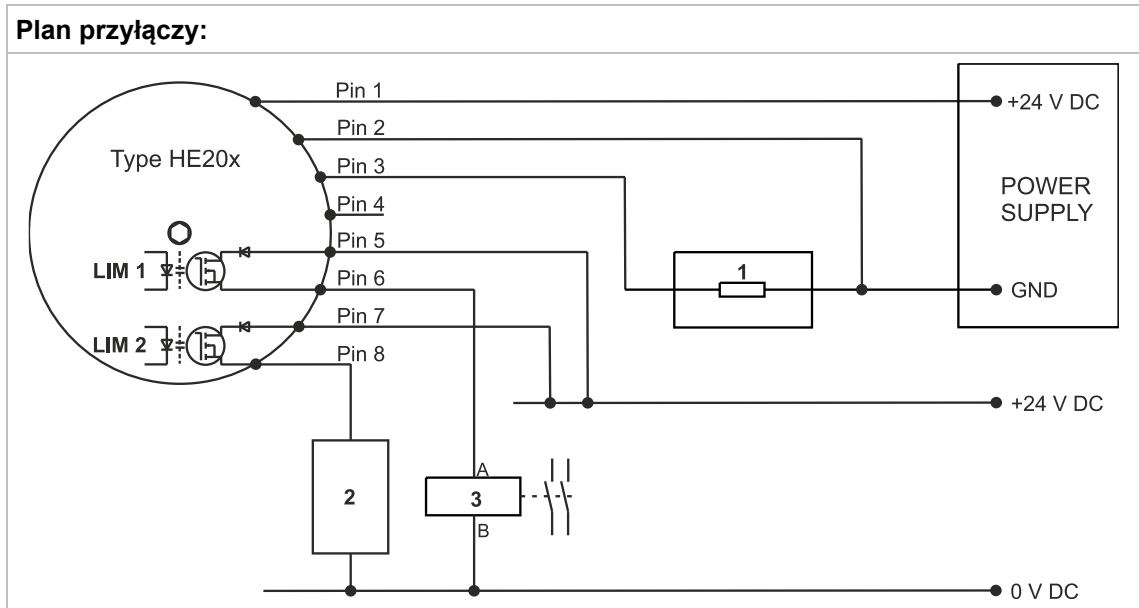 Plan przyłączy:
Pin 1
+24 V DC
Pin 2
Type HE20x
Pin 3
POWER
SUPPLY
Pin 4
Pin 5
LIM 1
1
Pin 6
GND
Pin 7
LIM 2
Pin 8
+24 V DC
A
2
3
B
0 V DC